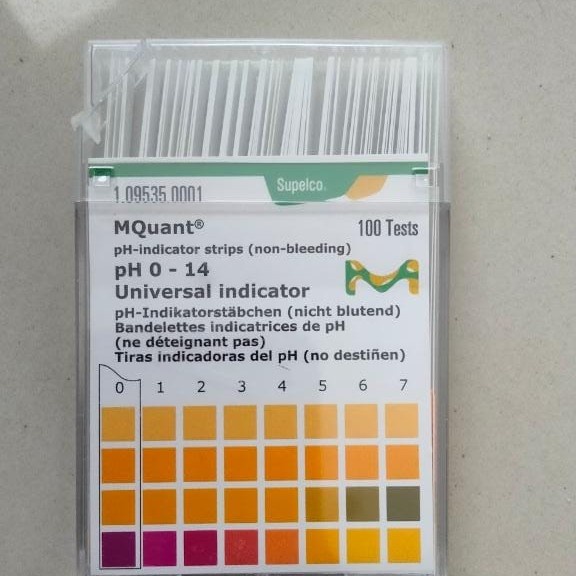 1.09535.0001
Supelco®
MQuant®
100 Tests
pH-indicator strips (non-bleeding)
pH 0 - 14
Universal indicator
pH-Indikatorstäbchen (nicht blutend)
Bandelettes indicatrices de pH
(ne déteignant pas)
Tiras indicadoras del pH (no destiñen)
0 1 2 3 4 5 6 7